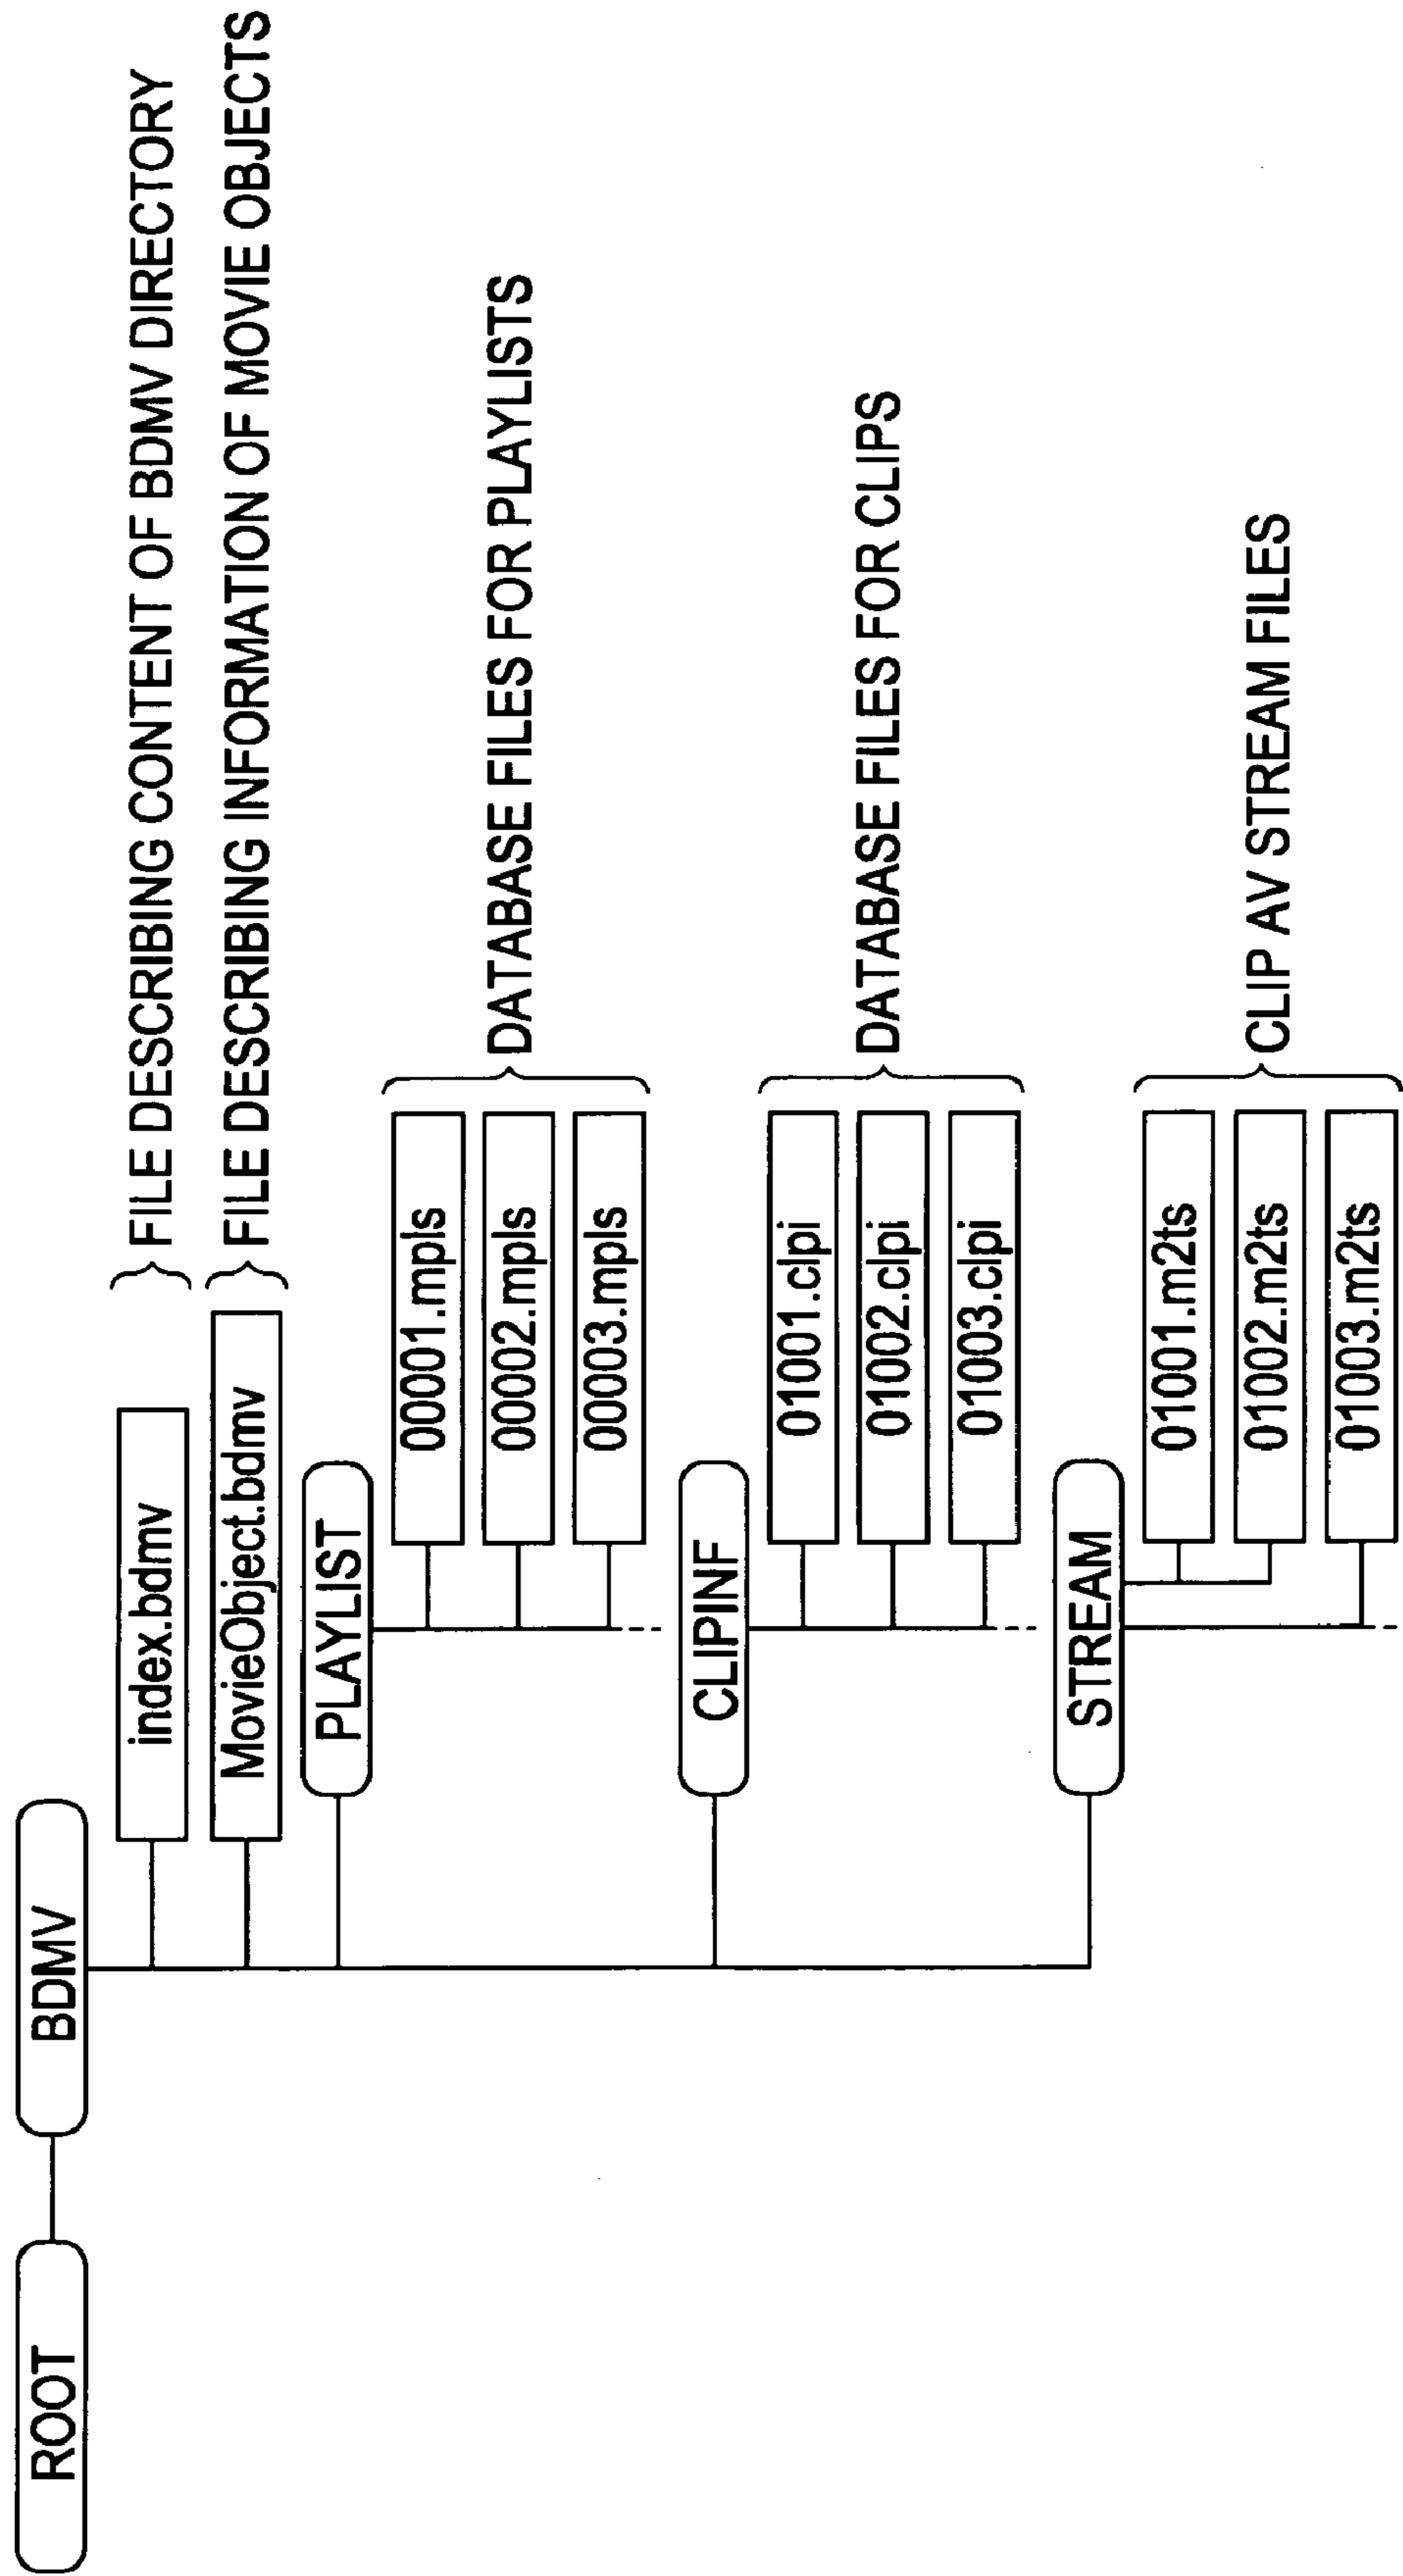 ROOT
BDMV
index.bdmv
FILE DESCRIBING CONTENT OF BDMV DIRECTORY
MovieObject.bdmv
FILE DESCRIBING INFORMATION OF MOVIE OBJECTS
PLAYLIST
00001.mpls
00002.mpls
00003.mpls
DATABASE FILES FOR PLAYLISTS
CLIPINF
01001.clpi
01002.clpi
01003.clpi
DATABASE FILES FOR CLIPS
STREAM
01001.m2ts
01002.m2ts
01003.m2ts
CLIP AV STREAM FILES